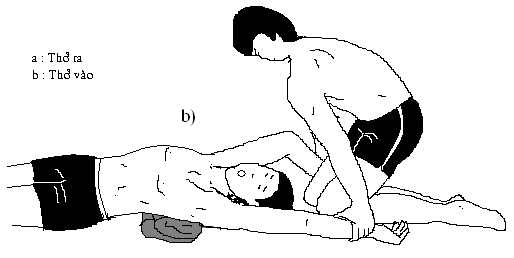 a : Thở ra
b : Thở vào
b)